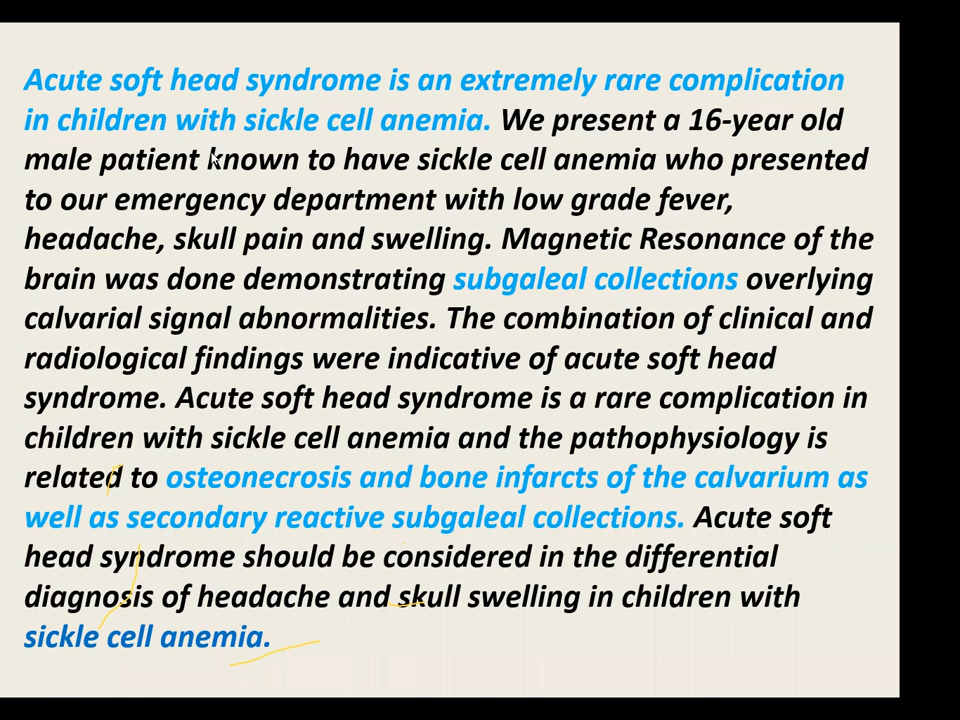 Acute soft head syndrome is an extremely rare complication
in children with sickle cell anemia. We present a 16-year old
male patient known to have sickle cell anemia who presented
to our emergency department with low grade fever,
headache, skull pain and swelling. Magnetic Resonance of the
brain was done demonstrating subgaleal collections overlying
calvarial signal abnormalities. The combination of clinical and
radiological findings were indicative of acute soft head
syndrome. Acute soft head syndrome is a rare complication in
children with sickle cell anemia and the pathophysiology is
related to osteonecrosis and bone infarcts of the calvarium as
well as secondary reactive subgaleal collections. Acute soft
head syndrome should be considered in the differential
diagnosis of headache and skull swelling in children with
sickle cell anemia.